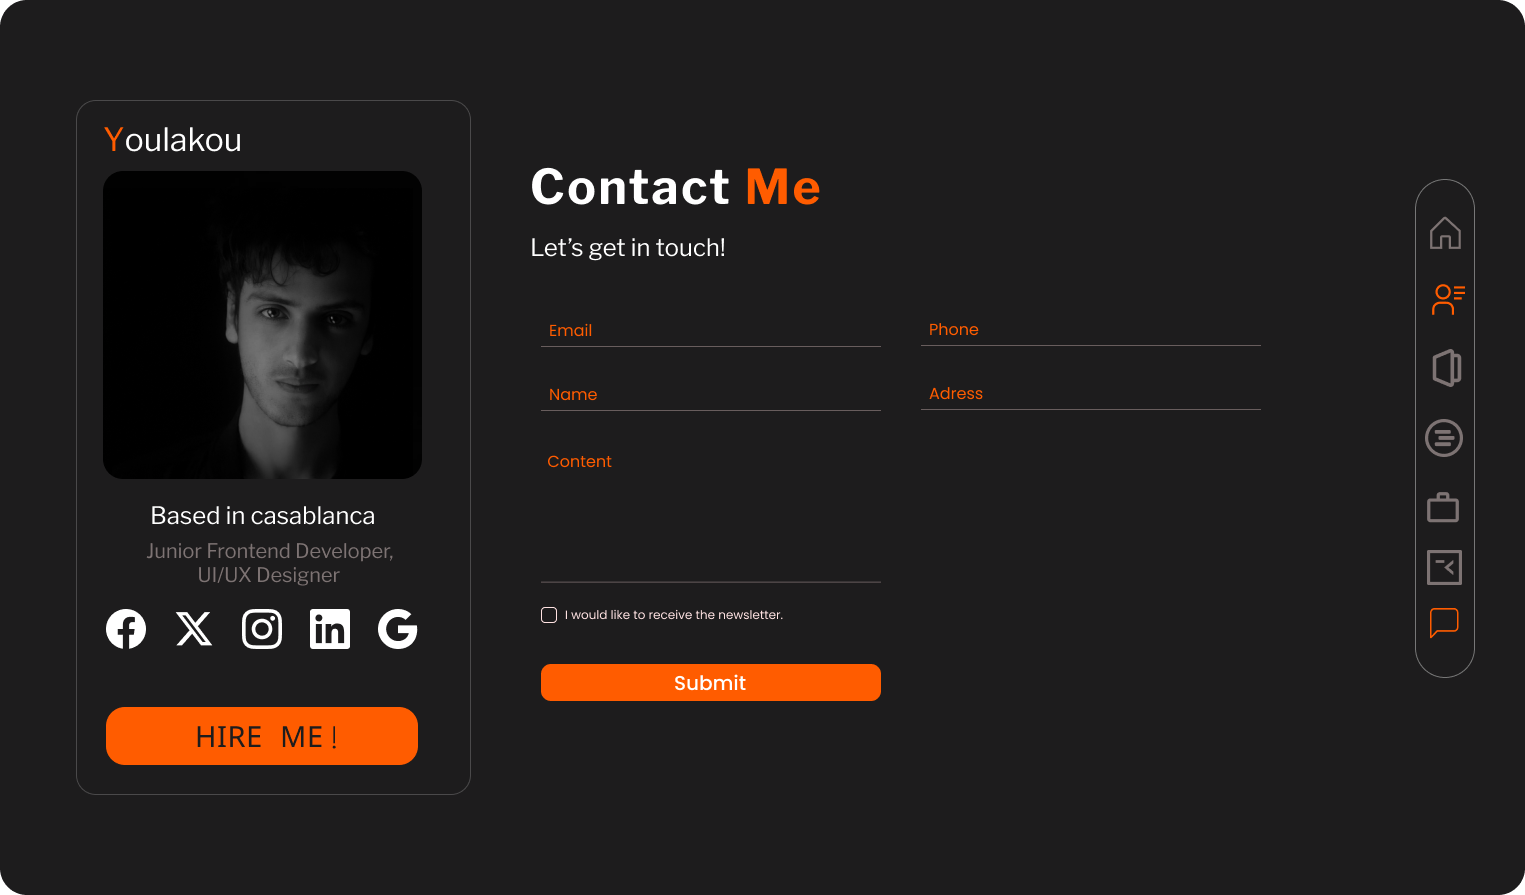 Youlakou
Based in casablanca
Junior Frontend Developer,
UI/UX Designer
HIRE ME!
Contact Me
Let’s get in touch!
Email
Phone
Name
Adress
Content
I would like to receive the newsletter.
Submit